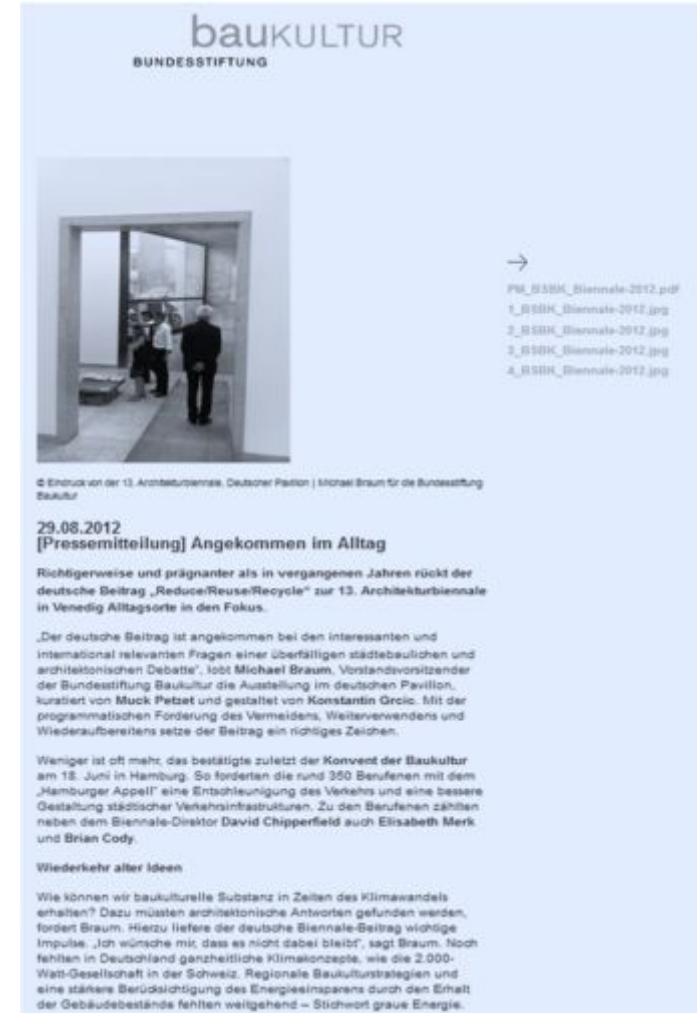 bauKULTUR
BUNDESSTIFTUNG
→
PM_BSBK_Biennale-2012.pdf
1_BSBK_Biennale-2012.jpg
2_BSBK_Biennale-2012.jpg
3_BSBK_Biennale-2012.jpg
4_BSBK_Biennale-2012.jpg
© Eindruck von der 13. Architekturbiennale, Deutscher Pavillon | Michael Braum für die Bundesstiftung
Baukultur
29.08.2012
[Pressemitteilung] Angekommen im Alltag
Richtigerweise und prägnanter als in vergangenen Jahren rückt der
deutsche Beitrag „Reduce/Reuse/Recycle“ zur 13. Architekturbiennale
in Venedig Alltagsorte in den Fokus.
„Der deutsche Beitrag ist angekommen bei den interessanten und
international relevanten Fragen einer überfälligen städtebaulichen und
architektonischen Debatte“, lobt Michael Braum, Vorstandsvorsitzender
der Bundesstiftung Baukultur die Ausstellung im deutschen Pavillon,
kuratiert von Muck Petzet und gestaltet von Konstantin Grcic. Mit der
programmatischen Forderung des Vermeidens, Weiterverwendens und
Wiederaufbereitens setze der Beitrag ein richtiges Zeichen.
Weniger ist oft mehr, das bestätigte zuletzt der Konvent der Baukultur
am 18. Juni in Hamburg. So forderten die rund 350 Berufenen mit dem
„Hamburger Appell“ eine Entschleunigung des Verkehrs und eine bessere
Gestaltung städtischer Verkehrsinfrastrukturen. Zu den Berufenen zählten
neben dem Biennale-Direktor David Chipperfield auch Elisabeth Merk
und Brian Cody.
Wiederkehr alter Ideen
Wie können wir baukulturelle Substanz in Zeiten des Klimawandels
erhalten? Dazu müssten architektonische Antworten gefunden werden,
fordert Braum. Hierzu liefere der deutsche Biennale-Beitrag wichtige
Impulse. „Ich wünsche mir, dass es nicht dabei bleibt“, sagt Braum. Noch
fehlten in Deutschland ganzheitliche Klimakonzepte, wie die 2.000-
Watt-Gesellschaft in der Schweiz. Regionale Baukulturstrategien und
eine stärkere Berücksichtigung des Energieeinsparens durch den Erhalt
der Gebäudebestände fehlten weitgehend – Stichwort graue Energie.